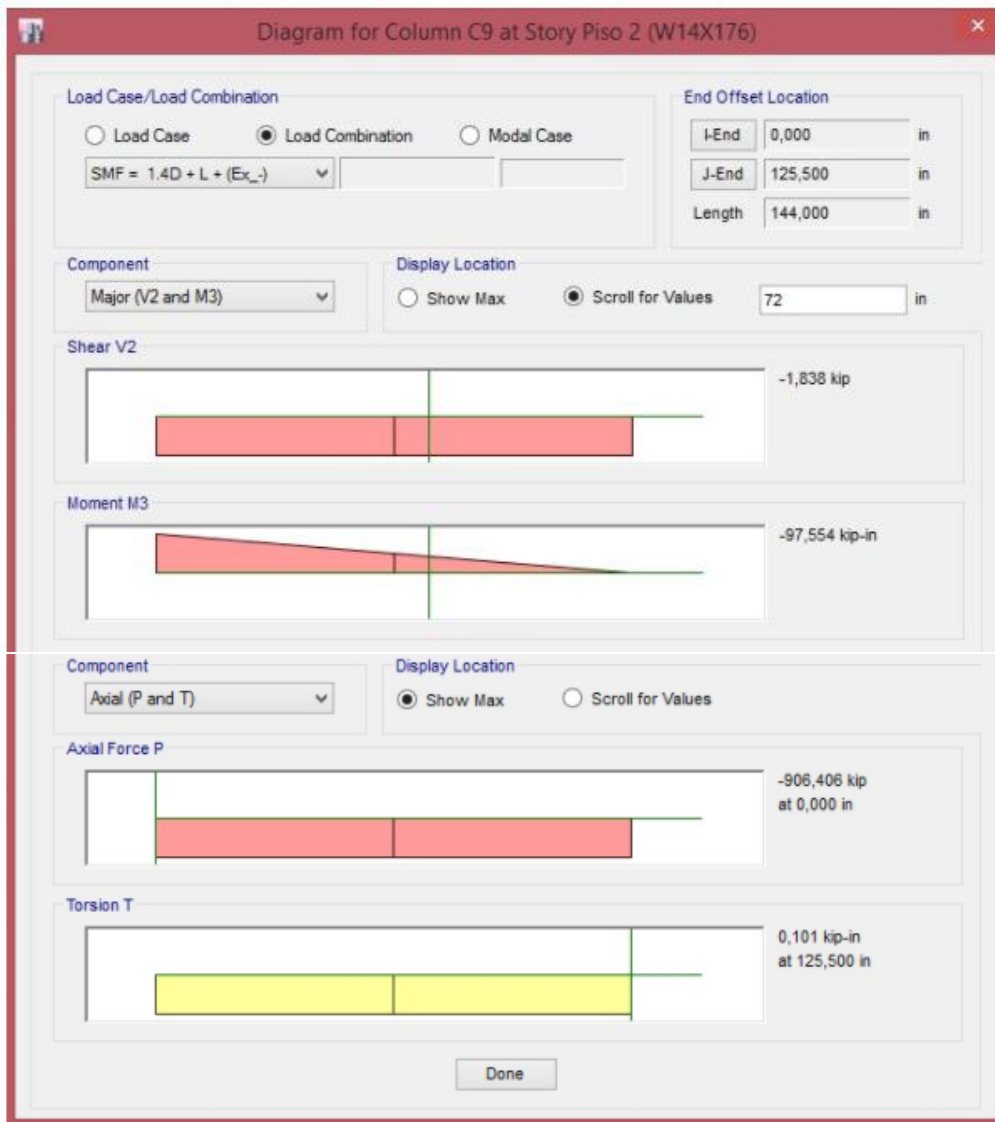 Diagram for Column C9 at Story Piso 2 (W14X176)
Load Case/Load Combination
Load Case Load Combination Modal Case
SMF = 1.4D + L + (Ex_-)
End Offset Location
I-End 0,000 in
J-End 125,500 in
Length 144,000 in
Component
Major (V2 and M3)
Display Location
Show Max Scroll for Values 72 in
Shear V2
-1,838 kip
Moment M3
-97,554 kip-in
Component
Axial (P and T)
Display Location
Show Max Scroll for Values
Axial Force P
-906,406 kip
at 0,000 in
Torsion T
0,101 kip-in
at 125,500 in
Done